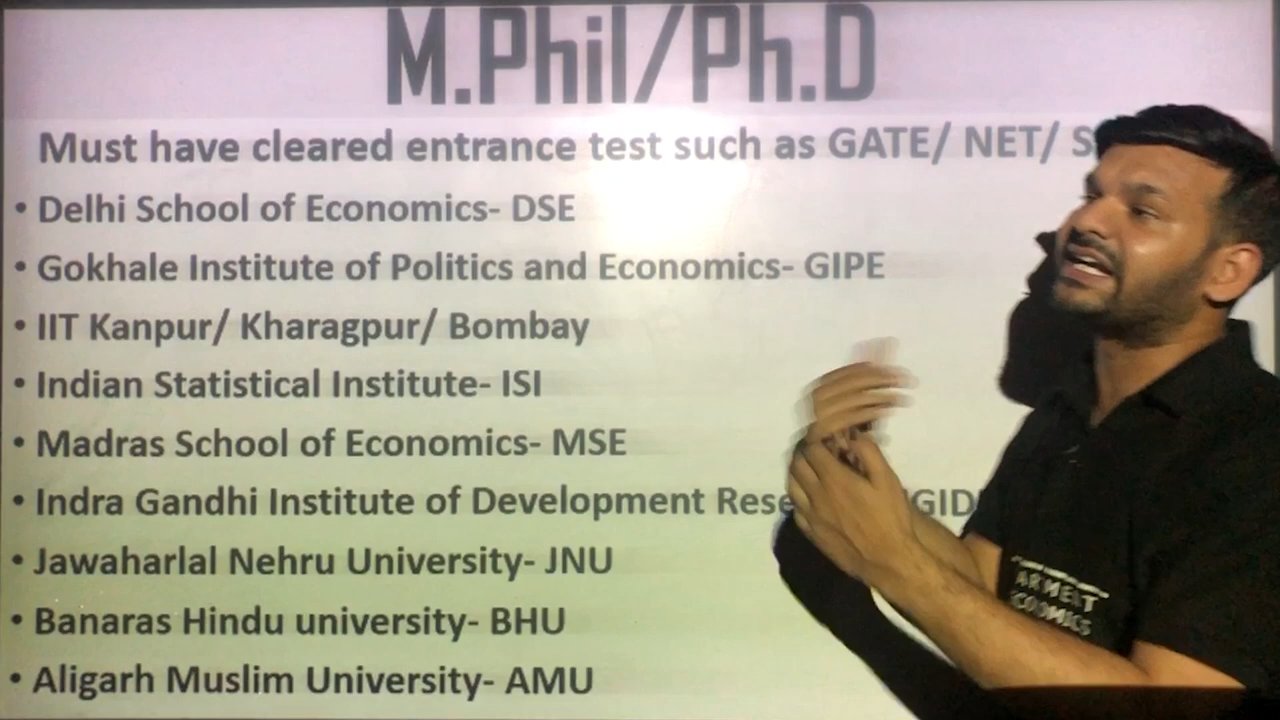 M.Phil/Ph.D
Must have cleared entrance test such as GATE/ NET/
• Delhi School of Economics- DSE
• Gokhale Institute of Politics and Economics- GIPE
• IIT Kanpur/ Kharagpur/ Bombay
• Indian Statistical Institute- ISI
• Madras School of Economics- MSE
• Indra Gandhi Institute of Development
• Jawaharlal Nehru University- JNU
• Banaras Hindu university- BHU
• Aligarh Muslim University- AMU